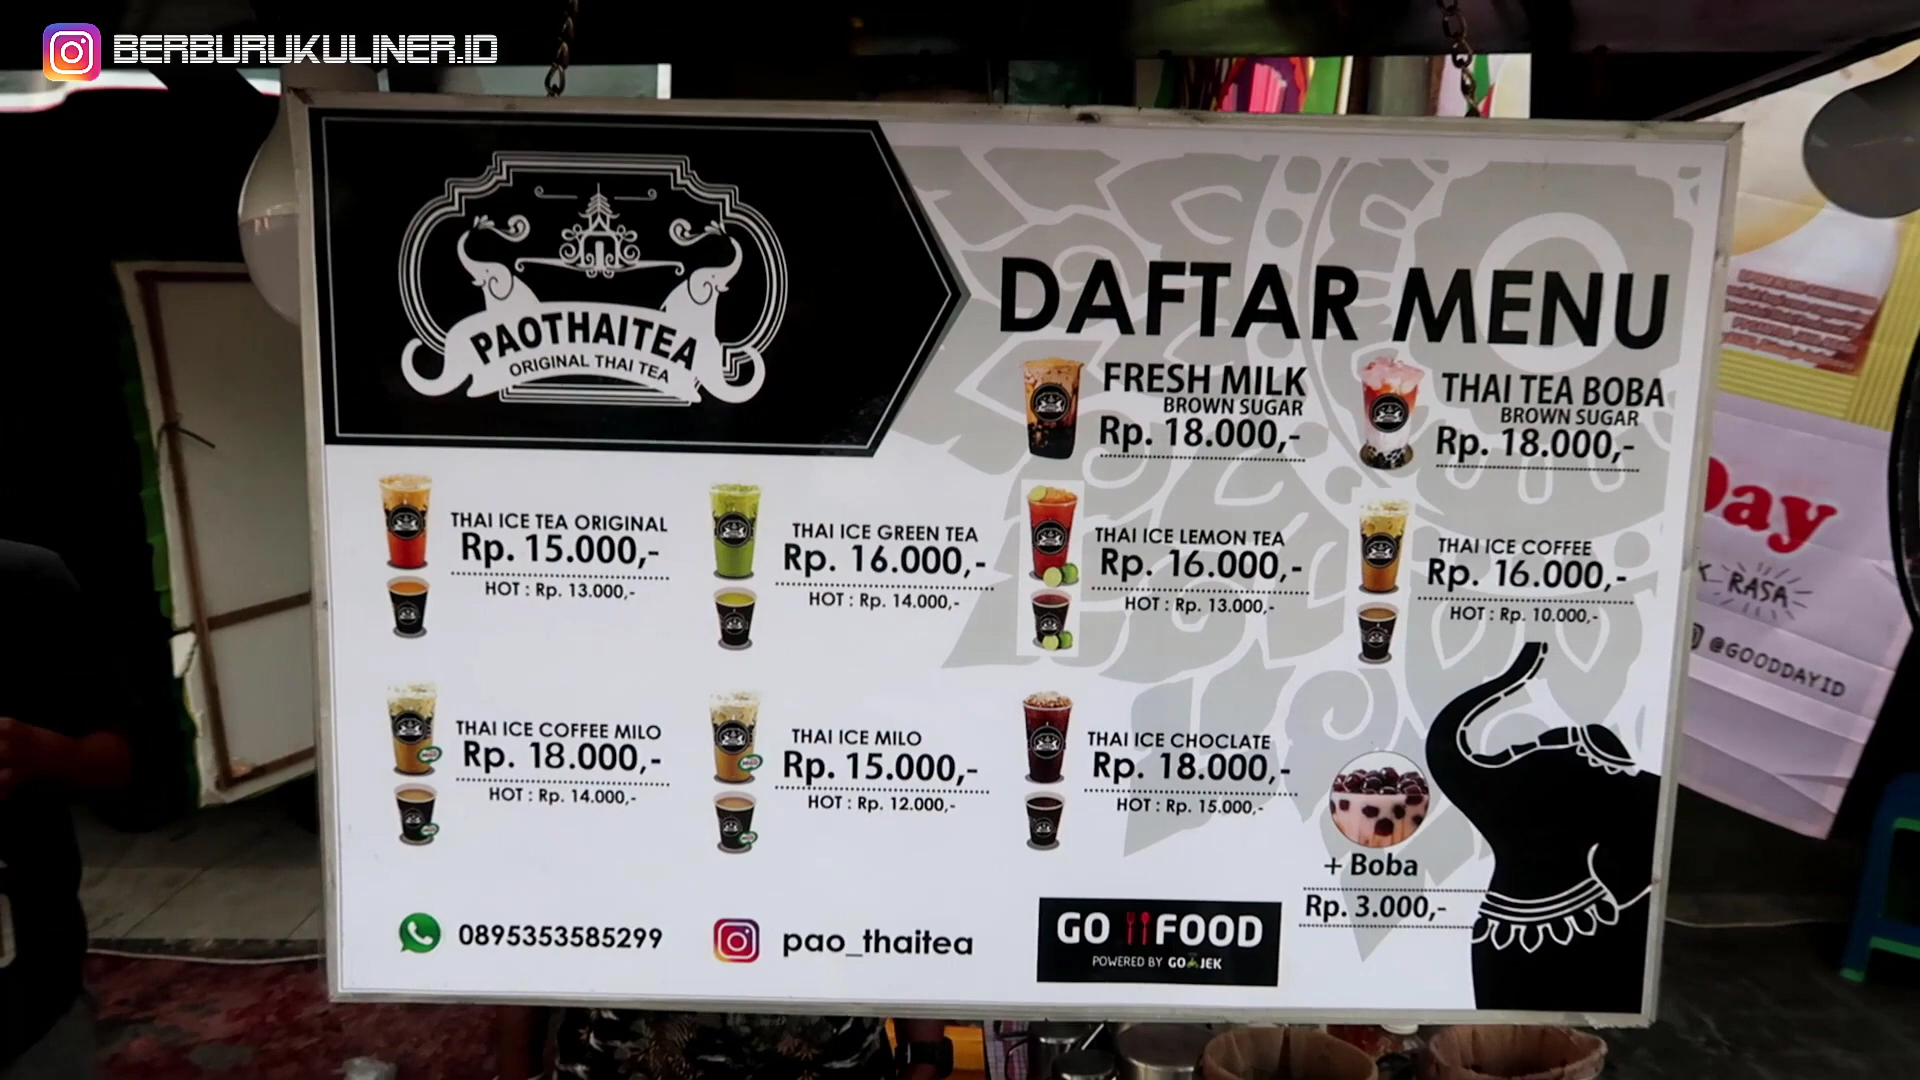 BERBURUKULINER.ID
PAOTHAITEA
ORIGINAL THAI TEA
DAFTAR MENU
FRESH MILK
BROWN SUGAR
Rp. 18.000,-
THAI TEA BOBA
BROWN SUGAR
Rp. 18.000,-
THAI ICE TEA ORIGINAL
Rp. 15.000,-
HOT : Rp. 13.000,-
THAI ICE GREEN TEA
Rp. 16.000,-
HOT : Rp. 14.000,-
THAI ICE LEMON TEA
Rp. 16.000,-
HOT : Rp. 13.000,-
THAI ICE COFFEE
Rp. 16.000,-
HOT : Rp. 10.000,-
THAI ICE COFFEE MILO
Rp. 18.000,-
HOT : Rp. 14.000,-
THAI ICE MILO
Rp. 15.000,-
HOT : Rp. 12.000,-
THAI ICE CHOCLATE
Rp. 18.000,-
HOT : Rp. 15.000,-
+ Boba
Rp. 3.000,-
0895353585299
pao_thaitea
GO FOOD
POWERED BY GO JEK
Day
RASA
@GOODDAYID